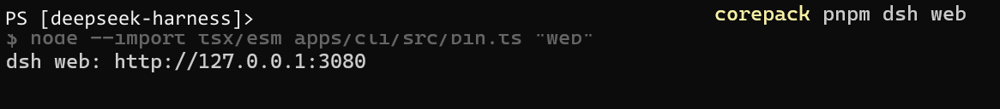 PS [deepseek-harness]> corepack pnpm dsh web
$ node --import tsx/esm apps/cli/src/bin.ts "web"
dsh web: http://127.0.0.1:3080